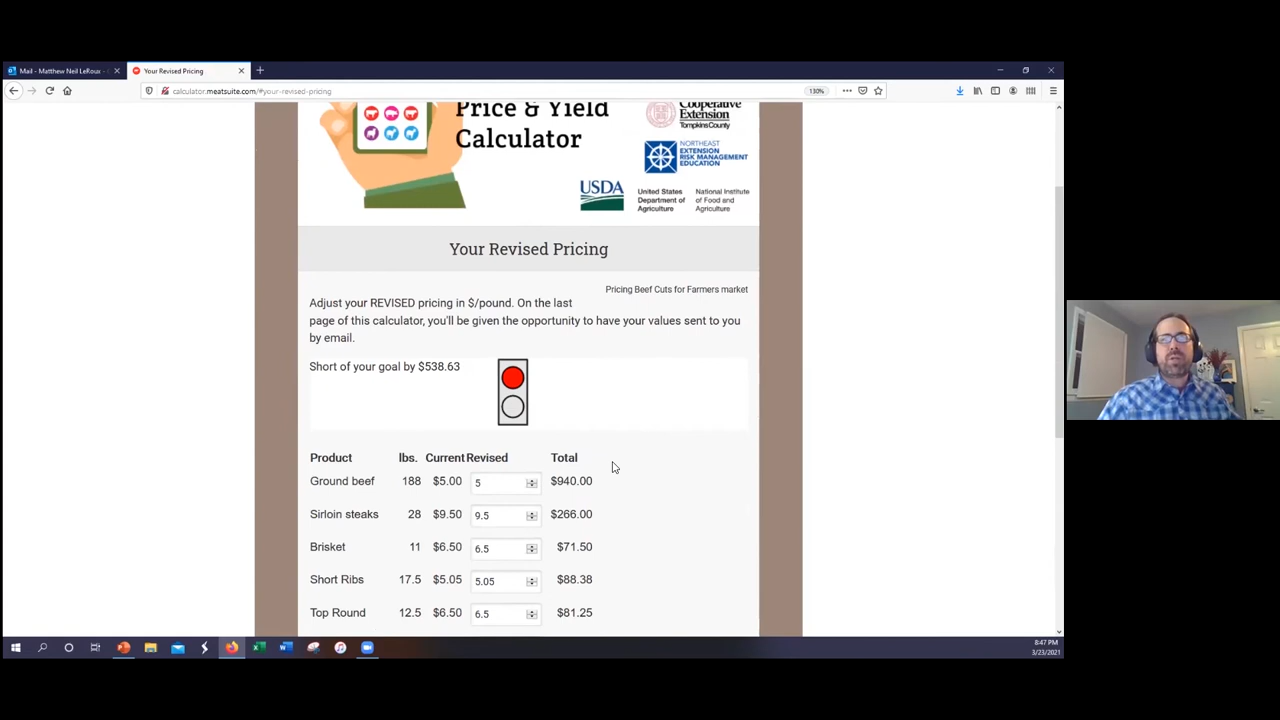 Mail - Matthew Neil LeRoux -
Your Revised Pricing
calculator.meatsuite.com/#your-revised-pricing
130%
Price & Yield
Calculator
Cooperative
Extension
Tompkins County
NORTHEAST
EXTENSION
RISK MANAGEMENT
EDUCATION
USDA
United States
Department of
Agriculture
National Institute
of Food and
Agriculture
Your Revised Pricing
Pricing Beef Cuts for Farmers market
Adjust your REVISED pricing in $/pound. On the last
page of this calculator, you'll be given the opportunity to have your values sent to you
by email.
Short of your goal by $538.63
Product lbs. Current Revised Total
Ground beef 188 $5.00 5 $940.00
Sirloin steaks 28 $9.50 9.5 $266.00
Brisket 11 $6.50 6.5 $71.50
Short Ribs 17.5 $5.05 5.05 $88.38
Top Round 12.5 $6.50 6.5 $81.25
8:47 PM
3/23/2021